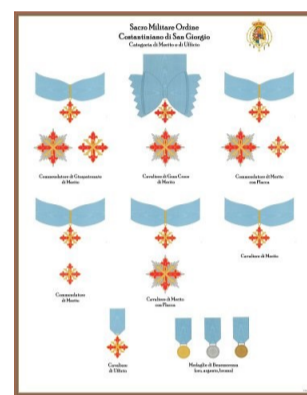 Sacro Militare Ordine
Costantiniano di San Giorgio
Categoria di Merito e di Ufficio
Commendatore di Cinquantenario
di Merito
Cavaliere di Gran Croce
di Merito
Commendatore di Merito
con Placca
Commendatore
di Merito
Cavaliere di Merito
con Placca
Cavaliere di Merito
Cavaliere
di Ufficio
Medaglie di Benemerenza
(oro, argento, bronzo)